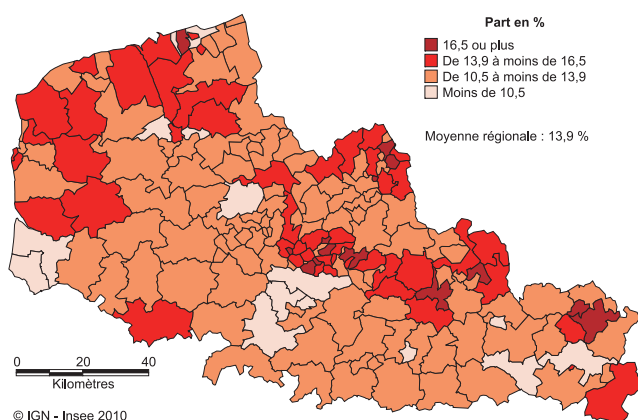 Part en %
16,5 ou plus
De 13,9 à moins de 16,5
De 10,5 à moins de 13,9
Moins de 10,5
Moyenne régionale : 13,9 %
0 20 40
Kilomètres
© IGN - Insee 2010